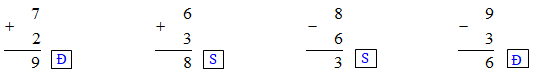 7 6 8 9
+ + − −
2 3 6 3
9 Đ 8 S 3 S 6 Đ